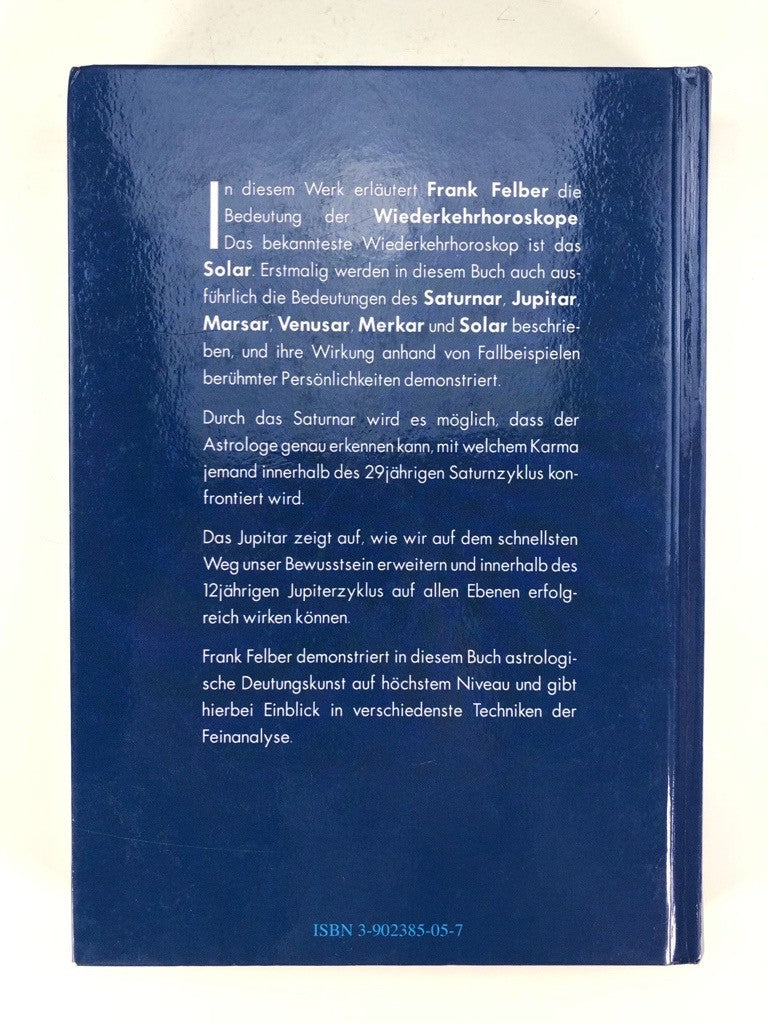 In diesem Werk erläutert Frank Felber die
Bedeutung der Wiederkehrhoroskope.
Das bekannteste Wiederkehrhoroskop ist das
Solar. Erstmalig werden in diesem Buch auch aus-
führlich die Bedeutungen des Saturnar, Jupitar,
Marsar, Venusar, Merkar und Solar beschrie-
ben, und ihre Wirkung anhand von Fallbeispielen
berühmter Persönlichkeiten demonstriert.
Durch das Saturnar wird es möglich, dass der
Astrologe genau erkennen kann, mit welchem Karma
jemand innerhalb des 29jährigen Saturnzyklus kon-
frontiert wird.
Das Jupitar zeigt auf, wie wir auf dem schnellsten
Weg unser Bewusstsein erweitern und innerhalb des
12jährigen Jupiterzyklus auf allen Ebenen erfolg-
reich wirken können.
Frank Felber demonstriert in diesem Buch astrologi-
sche Deutungskunst auf höchstem Niveau und gibt
hierbei Einblick in verschiedenste Techniken der
Feinanalyse.
ISBN 3-902385-05-7